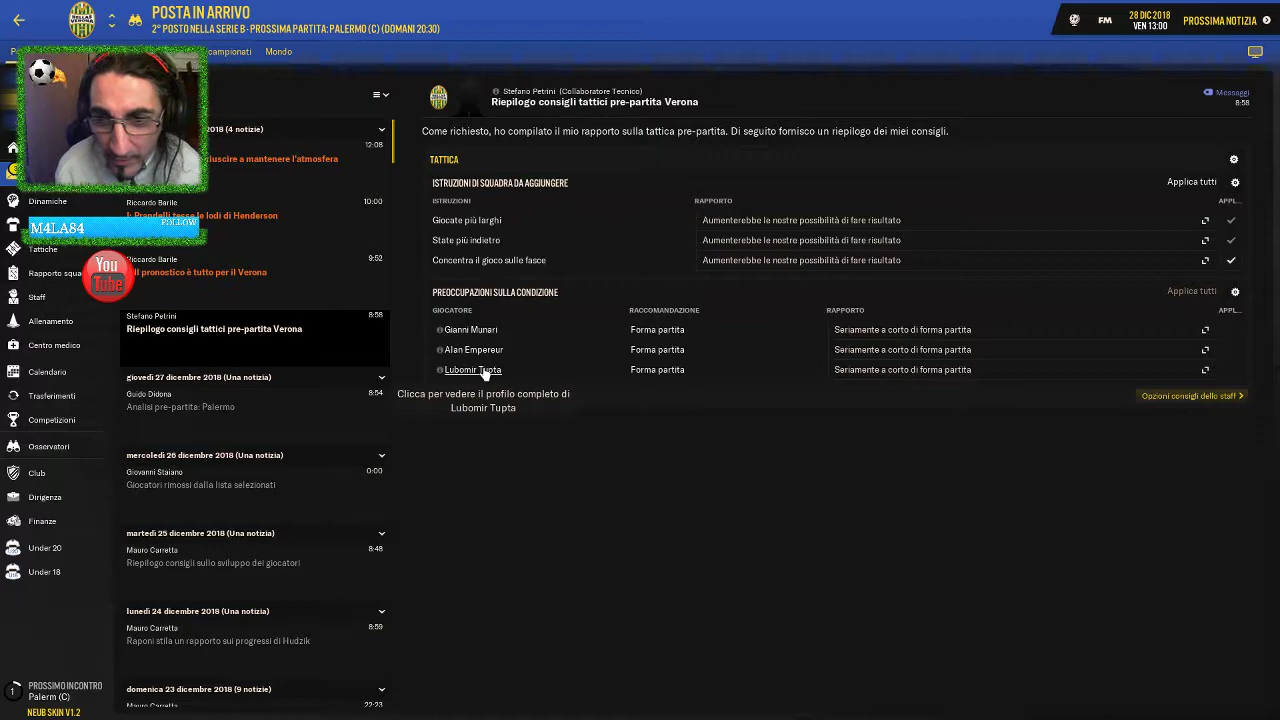 POSTA IN ARRIVO
2° POSTO NELLA SERIE B - PROSSIMA PARTITA: PALERMO (C) (DOMANI 20:30)
FM
28 DIC 2018
VEN 13:00
PROSSIMA NOTIZIA
campionati
Mondo
2018 (4 notizie)
12:08
iuscire a mantenere l'atmosfera
Riccardo Barile
10:00
I: Prandelli tesse le lodi di Henderson
Riccardo Barile
9:52
Il pronostico è tutto per il Verona
M4LA84
FOLLOW
You
Tube
Dinamiche
Tattiche
Rapporto squa
Staff
Allenamento
Centro medico
Calendario
Trasferimenti
Competizioni
Osservatori
Club
Dirigenza
Finanze
Under 20
Under 18
Stefano Petrini
8:58
Riepilogo consigli tattici pre-partita Verona
giovedì 27 dicembre 2018 (Una notizia)
Guido Didona
8:54
Analisi pre-partita: Palermo
mercoledì 26 dicembre 2018 (Una notizia)
Giovanni Staiano
0:00
Giocatori rimossi dalla lista selezionati
martedì 25 dicembre 2018 (Una notizia)
Mauro Carretta
8:48
Riepilogo consigli sullo sviluppo dei giocatori
lunedì 24 dicembre 2018 (Una notizia)
Mauro Carretta
8:59
Raponi stila un rapporto sui progressi di Hudzik
domenica 23 dicembre 2018 (9 notizie)
Mauro Carretta
22:23
Stefano Petrini (Collaboratore Tecnico)
Riepilogo consigli tattici pre-partita Verona
Messaggi
8:58
Come richiesto, ho compilato il mio rapporto sulla tattica pre-partita. Di seguito fornisco un riepilogo dei miei consigli.
TATTICA
ISTRUZIONI DI SQUADRA DA AGGIUNGERE
Applica tutti
ISTRUZIONI
RAPPORTO
APPL...
Giocate più larghi
Aumenterebbe le nostre possibilità di fare risultato
State più indietro
Aumenterebbe le nostre possibilità di fare risultato
Concentra il gioco sulle fasce
Aumenterebbe le nostre possibilità di fare risultato
PREOCCUPAZIONI SULLA CONDIZIONE
Applica tutti
GIOCATORE
RACCOMANDAZIONE
RAPPORTO
APPL...
Gianni Munari
Forma partita
Seriamente a corto di forma partita
Alan Empereur
Forma partita
Seriamente a corto di forma partita
Lubomir Tupta
Forma partita
Seriamente a corto di forma partita
Clicca per vedere il profilo completo di
Lubomir Tupta
Opzioni consigli dello staff
1
PROSSIMO INCONTRO
Palerm (C)
NEUB SKIN V1.2